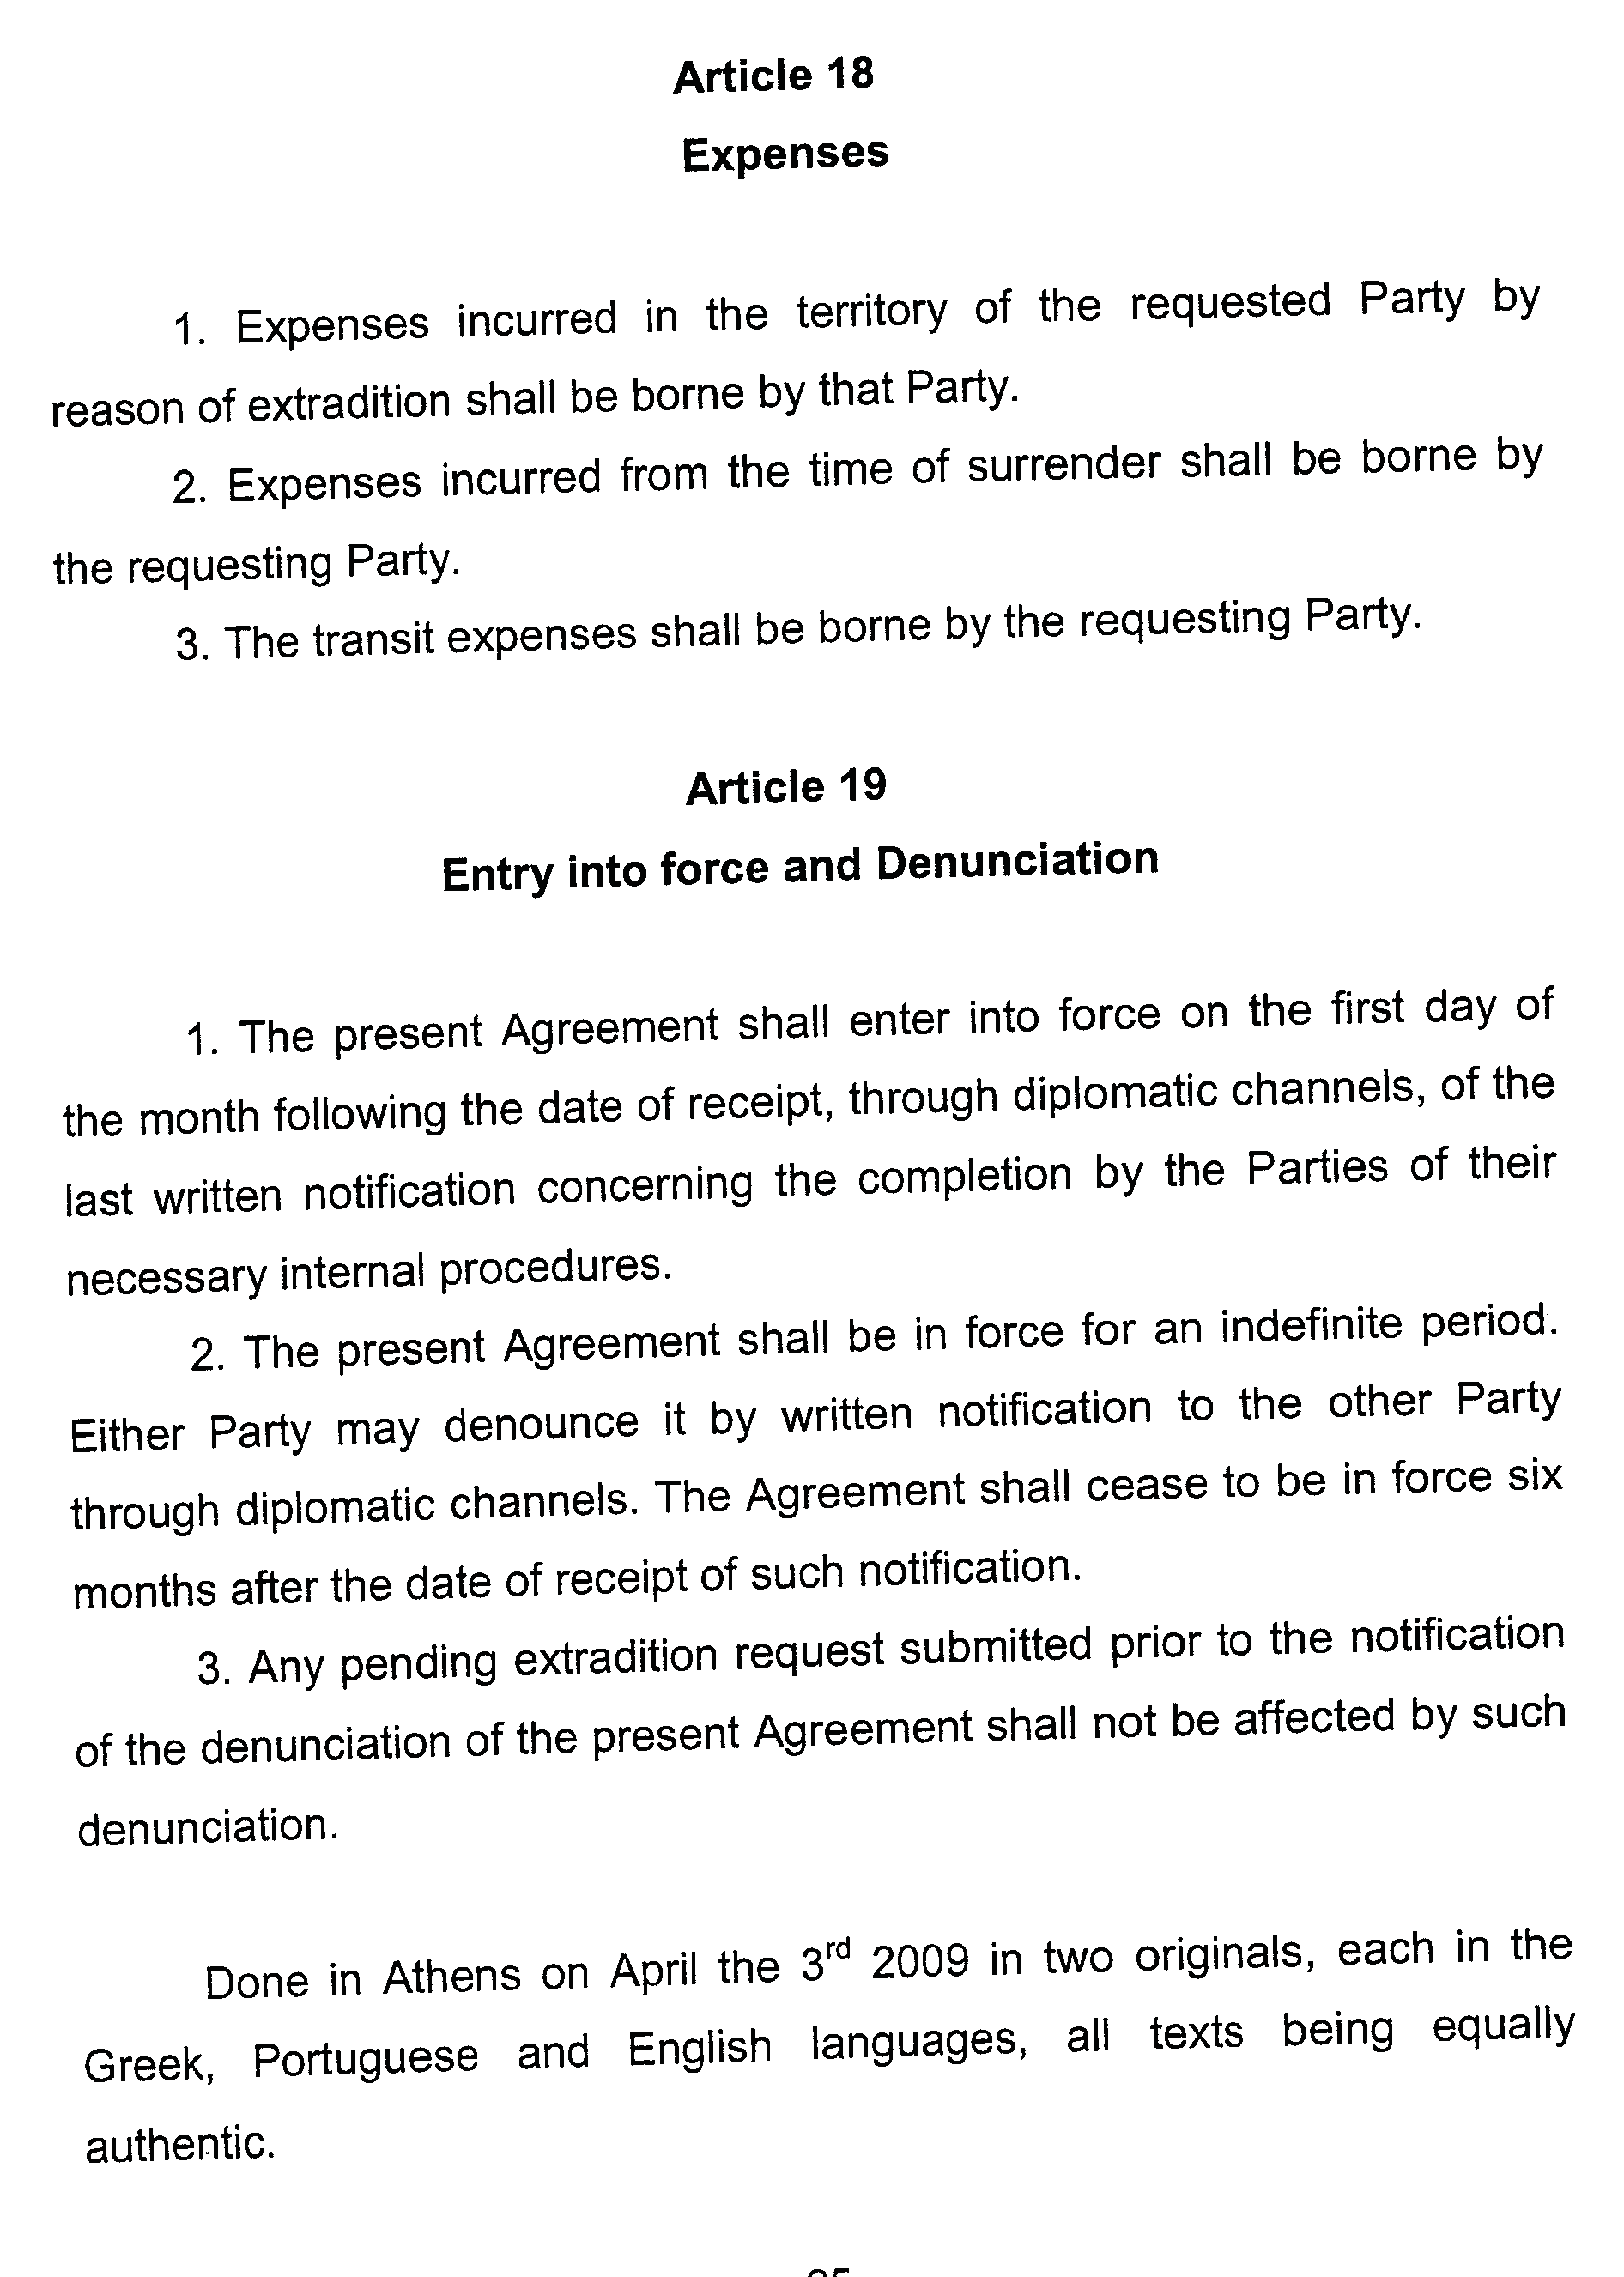 Article 18
Expenses
1. Expenses incurred in the territory of the requested Party by
reason of extradition shall be borne by that Party.
2. Expenses incurred from the time of surrender shall be borne by
the requesting Party.
3. The transit expenses shall be borne by the requesting Party.
Article 19
Entry into force and Denunciation
1. The present Agreement shall enter into force on the first day of
the month following the date of receipt, through diplomatic channels, of the
last written notification concerning the completion by the Parties of their
necessary internal procedures.
2. The present Agreement shall be in force for an indefinite period.
Either Party may denounce it by written notification to the other Party
through diplomatic channels. The Agreement shall cease to be in force six
months after the date of receipt of such notification.
3. Any pending extradition request submitted prior to the notification
of the denunciation of the present Agreement shall not be affected by such
denunciation.
Done in Athens on April the 3rd 2009 in two originals, each in the
Greek, Portuguese and English languages, all texts being equally
authentic.